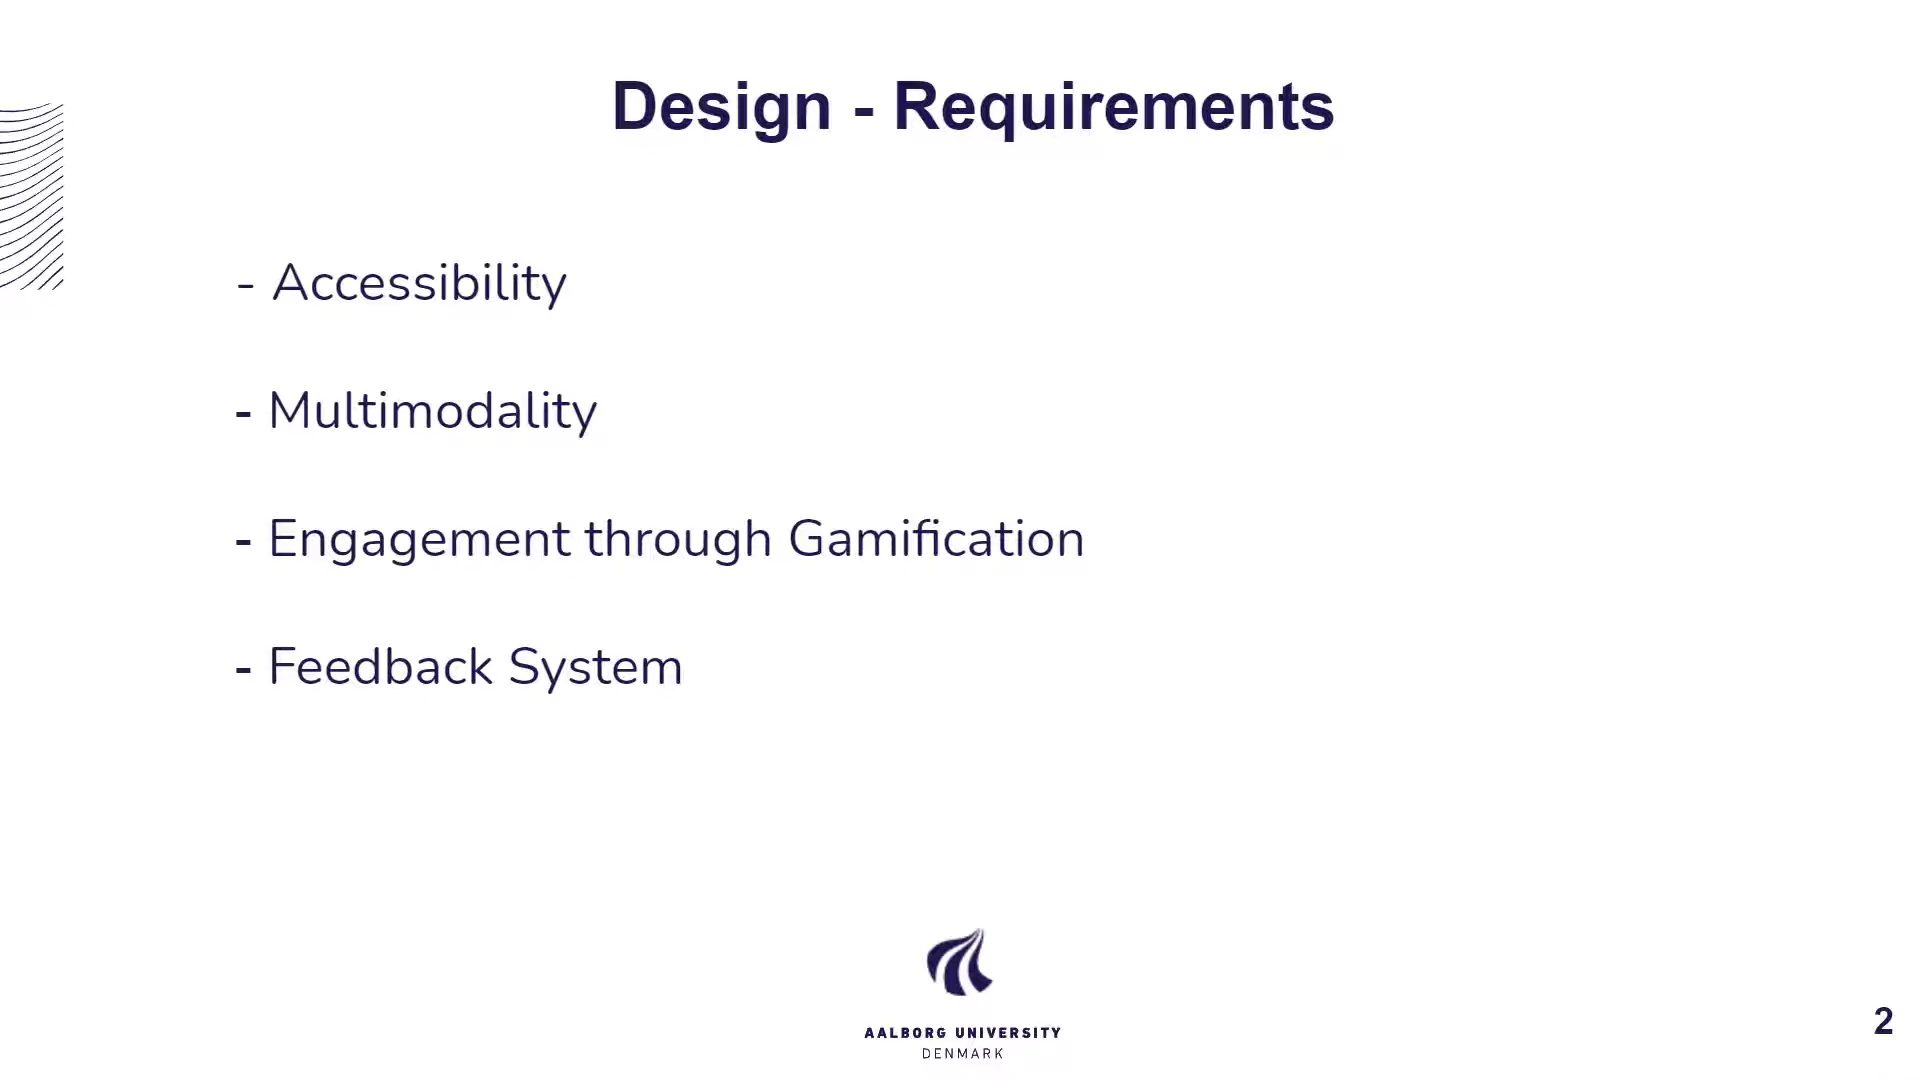 Design - Requirements
- Accessibility
- Multimodality
- Engagement through Gamification
- Feedback System
AALBORG UNIVERSITY
DENMARK
2